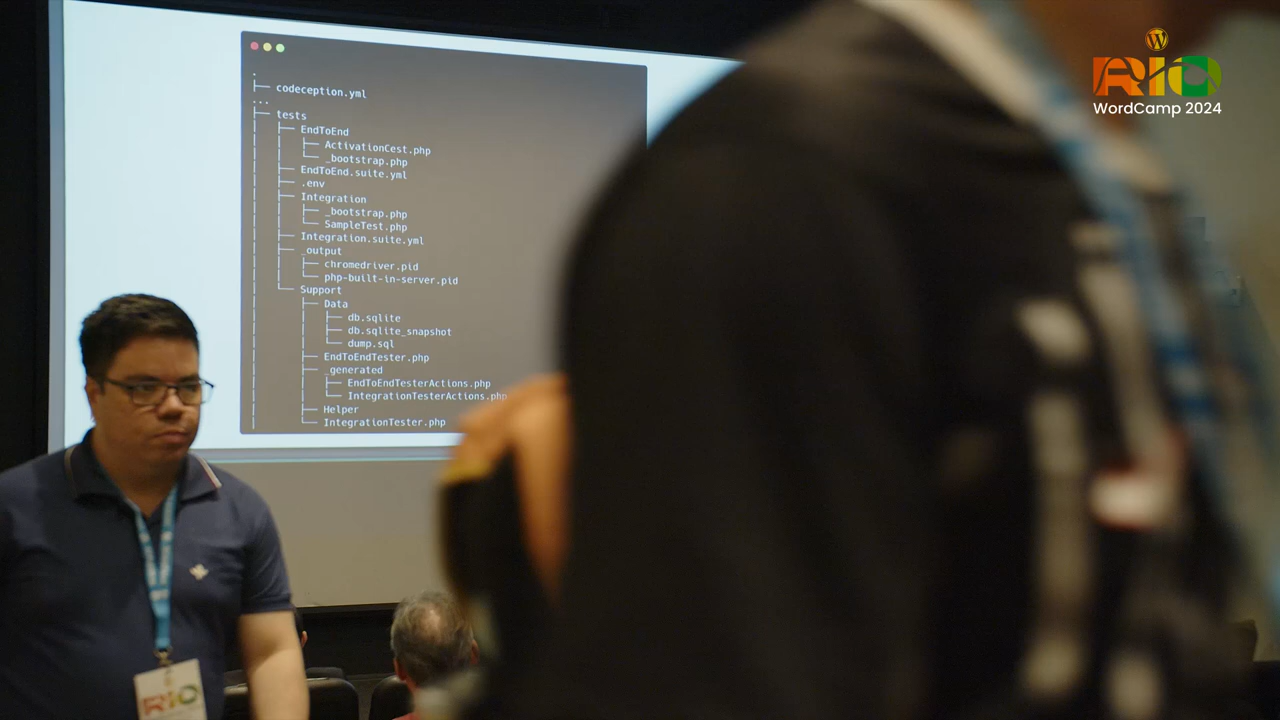 .
├── codeception.yml
...
├── tests
│   ├── EndToEnd
│   │   ├── ActivationCest.php
│   │   └── _bootstrap.php
│   ├── EndToEnd.suite.yml
│   ├── .env
│   ├── Integration
│   │   ├── _bootstrap.php
│   │   └── SampleTest.php
│   ├── Integration.suite.yml
│   ├── _output
│   │   ├── chromedriver.pid
│   │   └── php-built-in-server.pid
│   └── Support
│       ├── Data
│       │   ├── db.sqlite
│       │   ├── db.sqlite_snapshot
│       │   └── dump.sql
│       ├── EndToEndTester.php
│       ├── _generated
│       │   ├── EndToEndTesterActions.php
│       │   └── IntegrationTesterActions.php
│       ├── Helper
│       └── IntegrationTester.php
RIO
WordCamp 2024
RIO